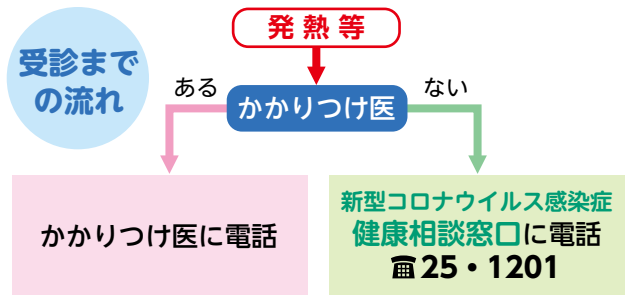 受診まで
の流れ
発熱等
かかりつけ医
ある
ない
かかりつけ医に電話
新型コロナウイルス感染症
健康相談窓口に電話
☎25・1201